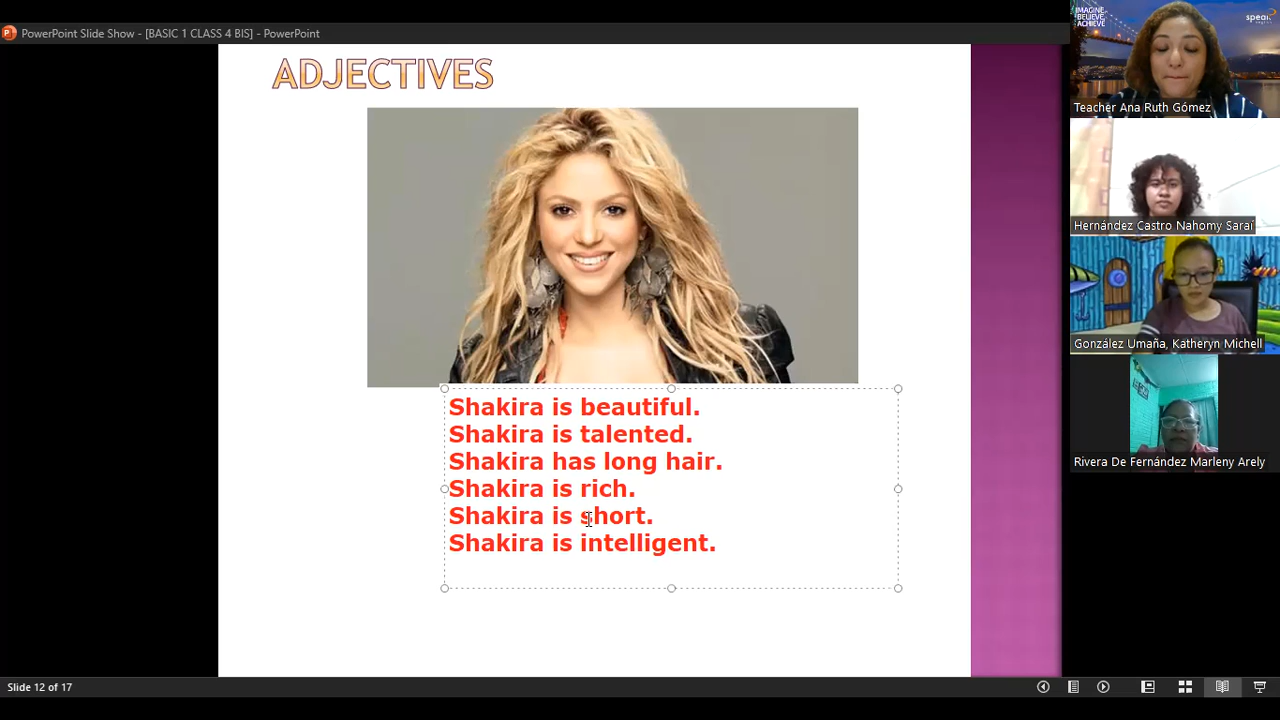 PowerPoint Slide Show - [BASIC 1 CLASS 4 BIS] - PowerPoint
ADJECTIVES
Shakira is beautiful.
Shakira is talented.
Shakira has long hair.
Shakira is rich.
Shakira is short.
Shakira is intelligent.
Slide 12 of 17
IMAGINE
BELIEVE
ACHIEVE
Teacher Ana Ruth Gómez
Hernández Castro Nahomy Saraí
González Umaña, Katheryn Michell
Rivera De Fernández Marleny Arely